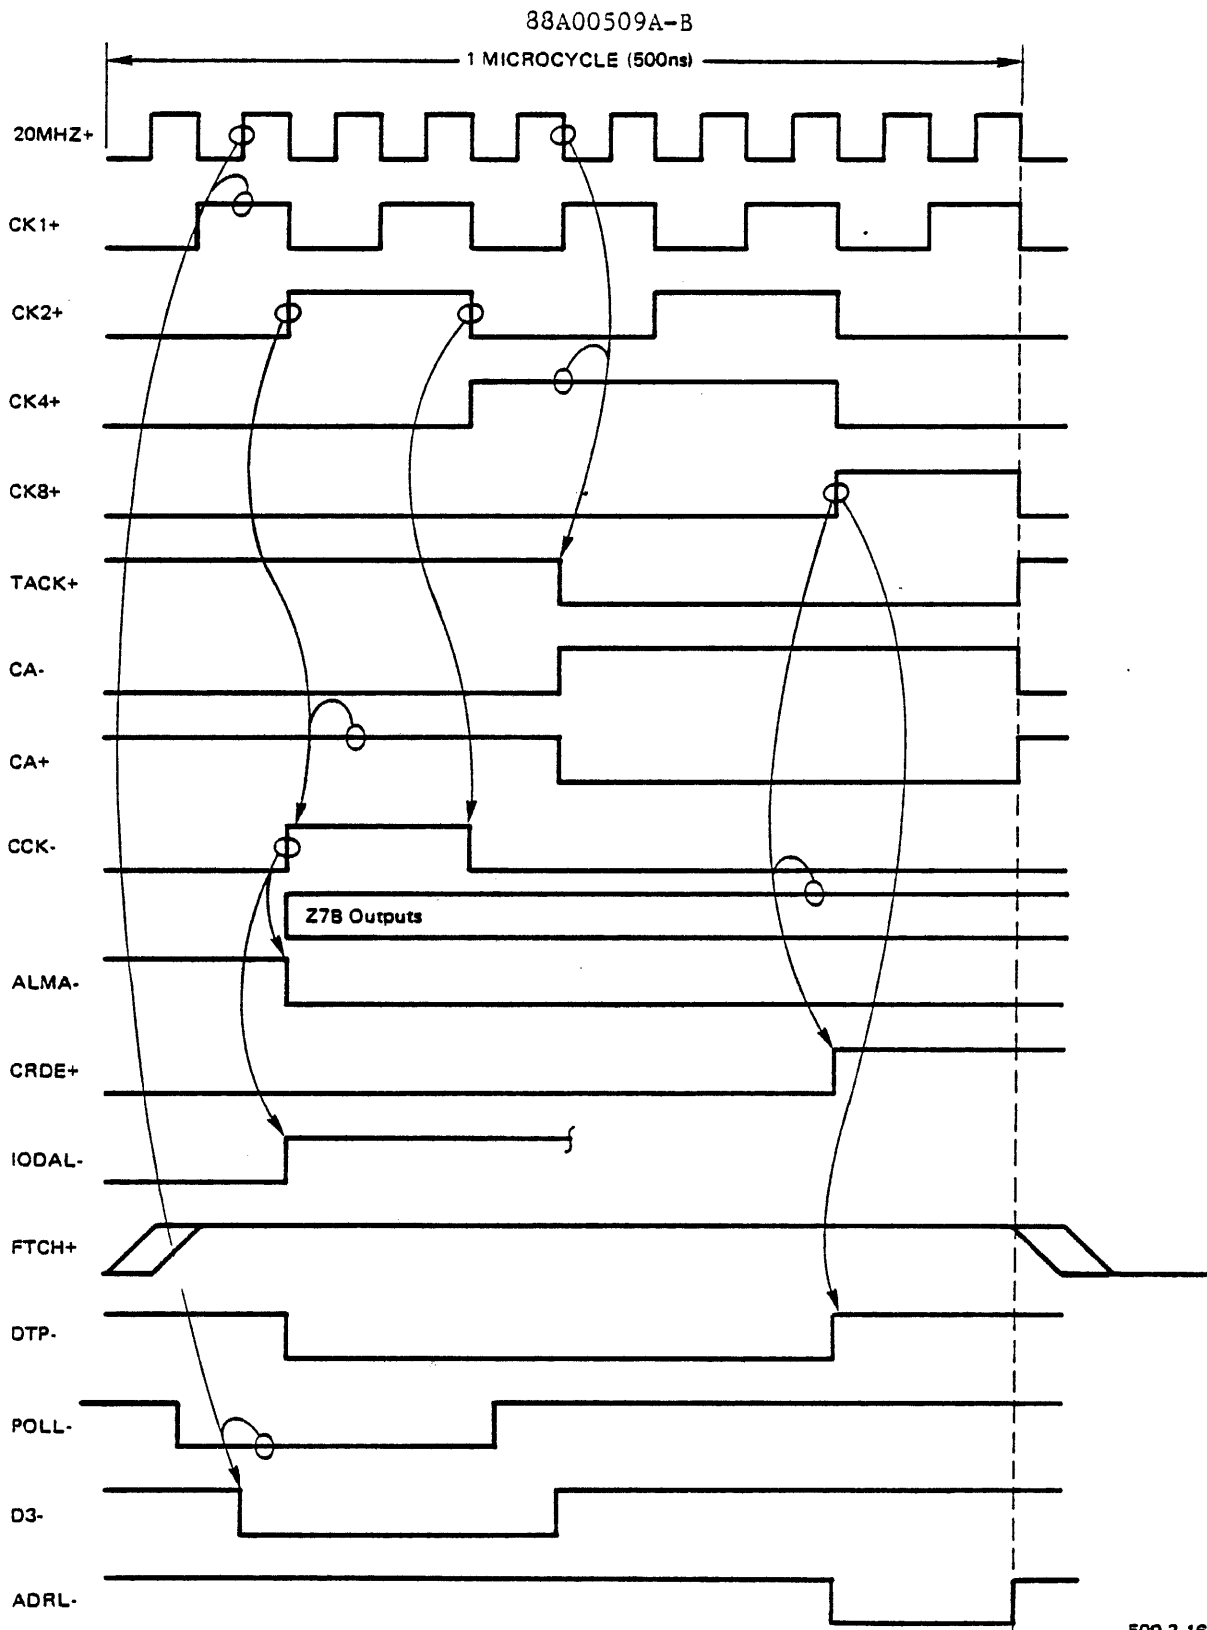 88A00509A-B
1 MICROCYCLE (500ns)
20MHZ+
CK1+
CK2+
CK4+
CK8+
TACK+
CA-
CA+
CCK-
Z7B Outputs
ALMA-
CRDE+
IODAL-
FTCH+
DTP-
POLL-
D3-
ADRL-